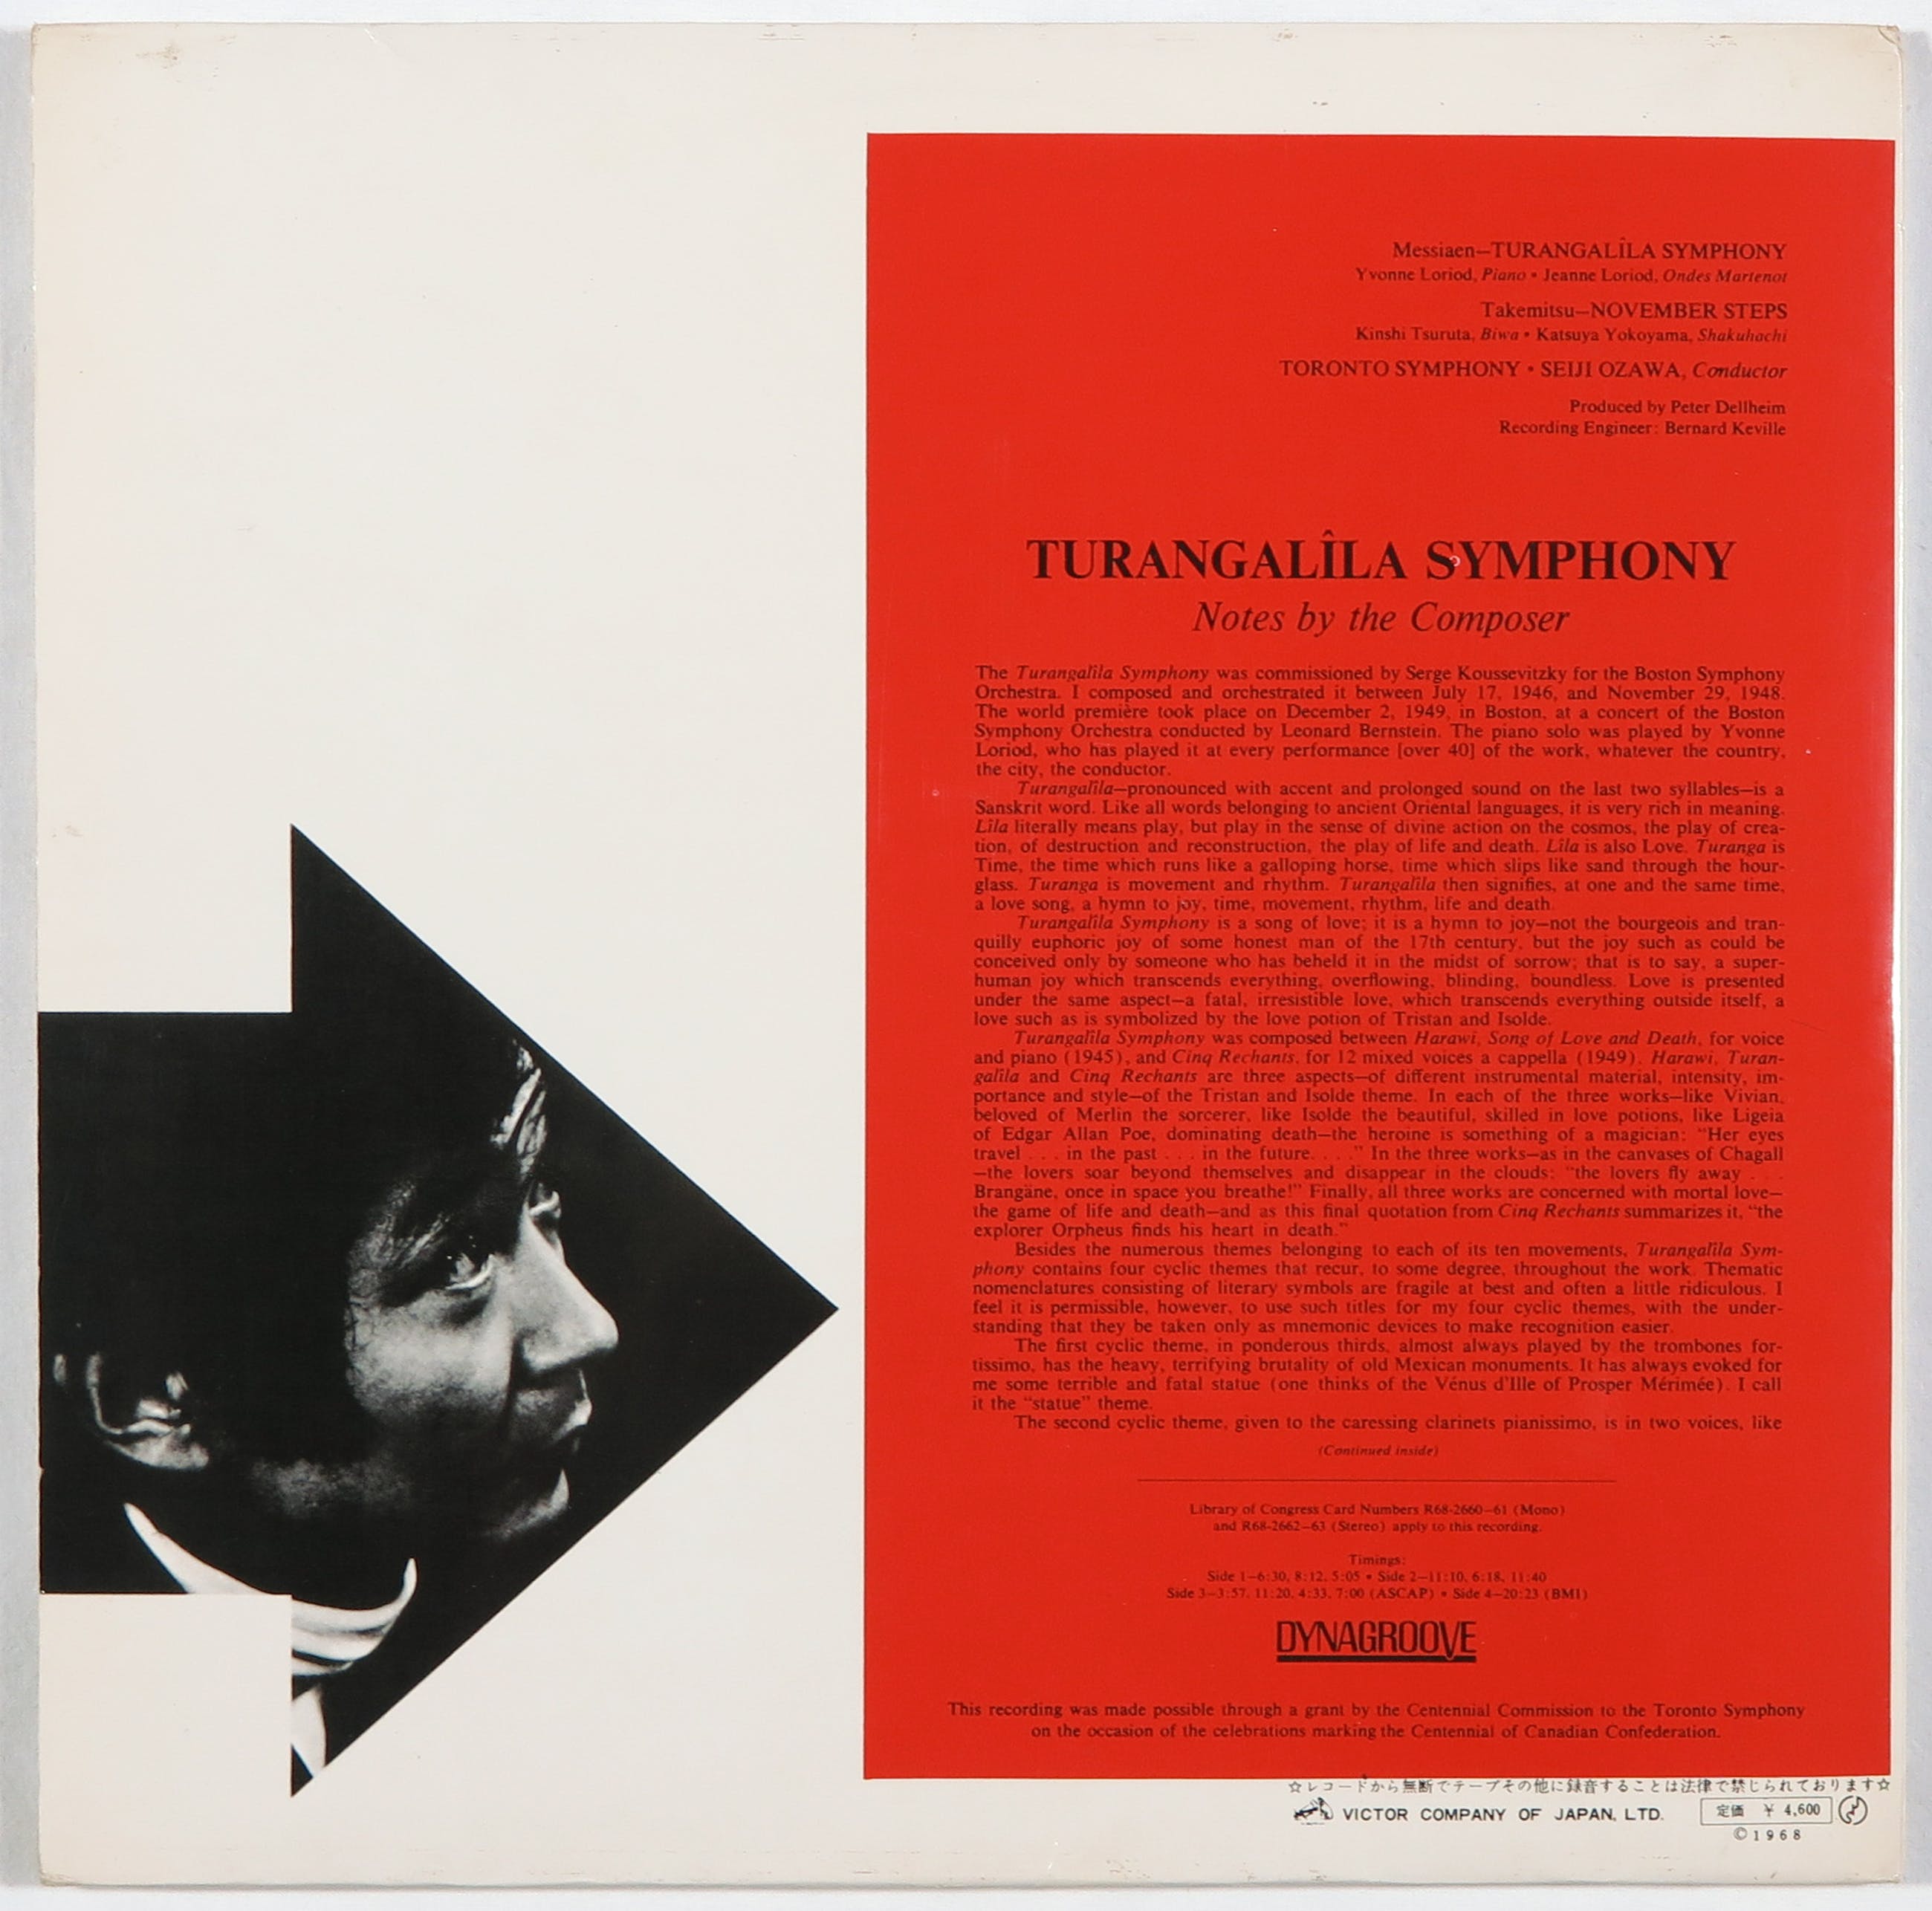 Messiaen—TURANGALÎLA SYMPHONY
Yvonne Loriod, Piano • Jeanne Loriod, Ondes Martenot
Takemitsu—NOVEMBER STEPS
Kinshi Tsuruta, Biwa • Katsuya Yokoyama, Shakuhachi
TORONTO SYMPHONY • SEIJI OZAWA, Conductor
Produced by Peter Dellheim
Recording Engineer: Bernard Keville
TURANGALÎLA SYMPHONY
Notes by the Composer
The Turangalîla Symphony was commissioned by Serge Koussevitzky for the Boston Symphony
Orchestra. I composed and orchestrated it between July 17, 1946, and November 29, 1948.
The world première took place on December 2, 1949, in Boston, at a concert of the Boston
Symphony Orchestra conducted by Leonard Bernstein. The piano solo was played by Yvonne
Loriod, who has played it at every performance [over 40] of the work, whatever the country,
the city, the conductor.
Turangalîla—pronounced with accent and prolonged sound on the last two syllables—is a
Sanskrit word. Like all words belonging to ancient Oriental languages, it is very rich in meaning.
Lîla literally means play, but play in the sense of divine action on the cosmos, the play of crea-
tion, of destruction and reconstruction, the play of life and death. Lîla is also Love. Turanga is
Time, the time which runs like a galloping horse, time which slips like sand through the hour-
glass. Turanga is movement and rhythm. Turangalîla then signifies, at one and the same time,
a love song, a hymn to joy, time, movement, rhythm, life and death.
Turangalîla Symphony is a song of love; it is a hymn to joy—not the bourgeois and tran-
quilly euphoric joy of some honest man of the 17th century, but the joy such as could be
conceived only by someone who has beheld it in the midst of sorrow; that is to say, a super-
human joy which transcends everything, overflowing, blinding, boundless. Love is presented
under the same aspect—a fatal, irresistible love, which transcends everything outside itself, a
love such as is symbolized by the love potion of Tristan and Isolde.
Turangalîla Symphony was composed between Harawi, Song of Love and Death, for voice
and piano (1945), and Cinq Rechants, for 12 mixed voices a cappella (1949). Harawi, Turan-
galîla and Cinq Rechants are three aspects—of different instrumental material, intensity, im-
portance and style—of the Tristan and Isolde theme. In each of the three works—like Vivian,
beloved of Merlin the sorcerer, like Isolde the beautiful, skilled in love potions, like Ligeia
of Edgar Allan Poe, dominating death—the heroine is something of a magician: "Her eyes
travel . . . in the past . . . in the future. . . ." In the three works—as in the canvases of Chagall
—the lovers soar beyond themselves and disappear in the clouds: "the lovers fly away . . .
Brangäne, once in space you breathe!" Finally, all three works are concerned with mortal love—
the game of life and death—and as this final quotation from Cinq Rechants summarizes it, "the
explorer Orpheus finds his heart in death."
Besides the numerous themes belonging to each of its ten movements, Turangalîla Sym-
phony contains four cyclic themes that recur, to some degree, throughout the work. Thematic
nomenclatures consisting of literary symbols are fragile at best and often a little ridiculous. I
feel it is permissible, however, to use such titles for my four cyclic themes, with the under-
standing that they be taken only as mnemonic devices to make recognition easier.
The first cyclic theme, in ponderous thirds, almost always played by the trombones for-
tissimo, has the heavy, terrifying brutality of old Mexican monuments. It has always evoked for
me some terrible and fatal statue (one thinks of the Vénus d'Ille of Prosper Mérimée). I call
it the "statue" theme.
The second cyclic theme, given to the caressing clarinets pianissimo, is in two voices, like
(Continued inside)
Library of Congress Card Numbers R68-2660—61 (Mono)
and R68-2662—63 (Stereo) apply to this recording.
Timings:
Side 1—6:30, 8:12, 5:05 • Side 2—11:10, 6:18, 11:40
Side 3—3:57, 11:20, 4:33, 7:00 (ASCAP) • Side 4—20:23 (BMI)
DYNAGROOVE
This recording was made possible through a grant by the Centennial Commission to the Toronto Symphony
on the occasion of the celebrations marking the Centennial of Canadian Confederation.
☆レコードから無断でテープその他に録音することは法律で禁じられております☆
VICTOR COMPANY OF JAPAN, LTD. 定価 ¥ 4,600
©1968